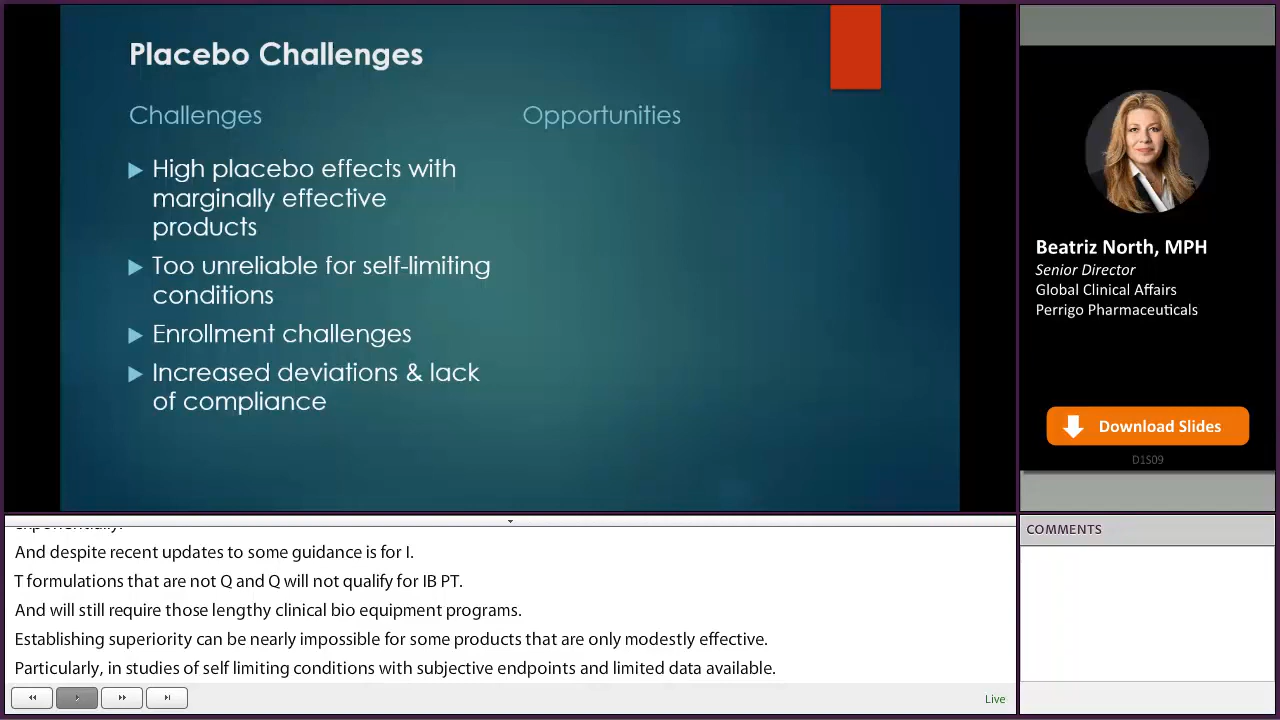 Placebo Challenges
Challenges
Opportunities
High placebo effects with
marginally effective
products
Too unreliable for self-limiting
conditions
Enrollment challenges
Increased deviations & lack
of compliance
Beatriz North, MPH
Senior Director
Global Clinical Affairs
Perrigo Pharmaceuticals
Download Slides
D1S09
exponentially.
And despite recent updates to some guidance is for I.
T formulations that are not Q and Q will not qualify for IB PT.
And will still require those lengthy clinical bio equipment programs.
Establishing superiority can be nearly impossible for some products that are only modestly effective.
Particularly, in studies of self limiting conditions with subjective endpoints and limited data available.
Live
COMMENTS